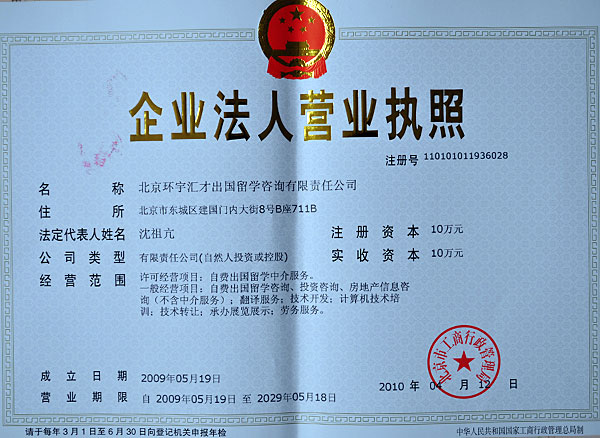 企业法人营业执照
注册号 110101011936028
名 称 北京环宇汇才出国留学咨询有限责任公司
住 所 北京市东城区建国门内大街8号B座711B
法定代表人姓名 沈祖亢 注 册 资 本 10万元
公 司 类 型 有限责任公司(自然人投资或控股) 实 收 资 本 10万元
经 营 范 围 许可经营项目：自费出国留学中介服务。
一般经营项目：自费出国留学咨询、投资咨询、房地产信息咨
询（不含中介服务）；翻译服务；技术开发；计算机技术培
训；技术转让；承办展览展示；劳务服务。
北京市工商行政管理局
成 立 日 期 2009年05月19日
2010 年 04 月 12 日
营 业 期 限 自 2009年05月19日 至 2029年05月18日
请于每年3月1日至6月30日向登记机关申报年检
中华人民共和国国家工商行政管理总局制